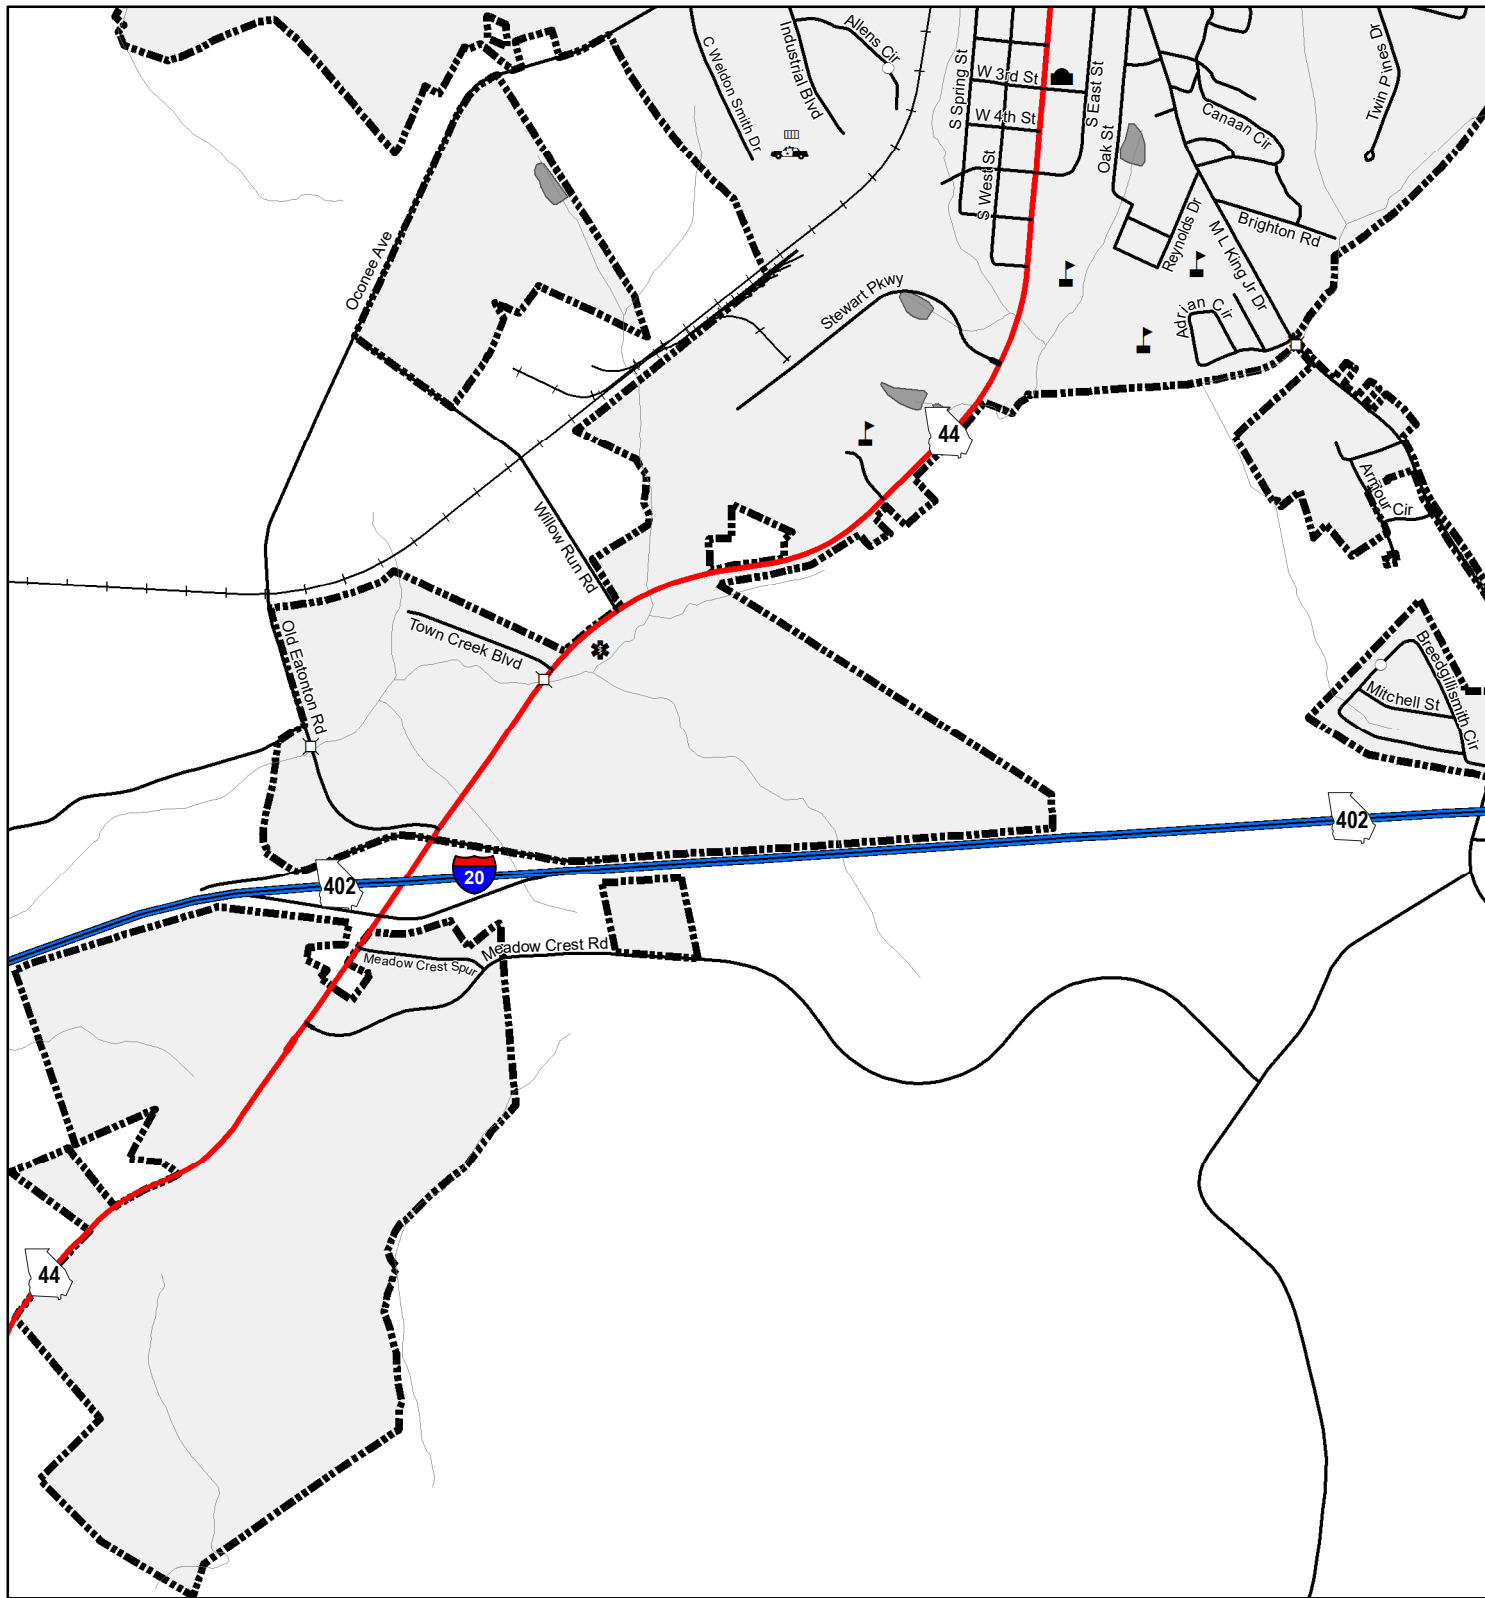 C Weldon Smith Dr
Industrial Blvd
Allens Cir
S Spring St
W 3rd St
W 4th St
S West St
S East St
Oak St
Canaan Cir
Twin Pines Dr
Reynolds Dr
M L King Jr Dr
Brighton Rd
Adrian Cir
Oconee Ave
Stewart Pkwy
44
Armour Cir
Willow Run Rd
Town Creek Blvd
Old Eatonton Rd
Breedgillsmith Cir
Mitchell St
402
402
20
Meadow Crest Rd
Meadow Crest Spur
44